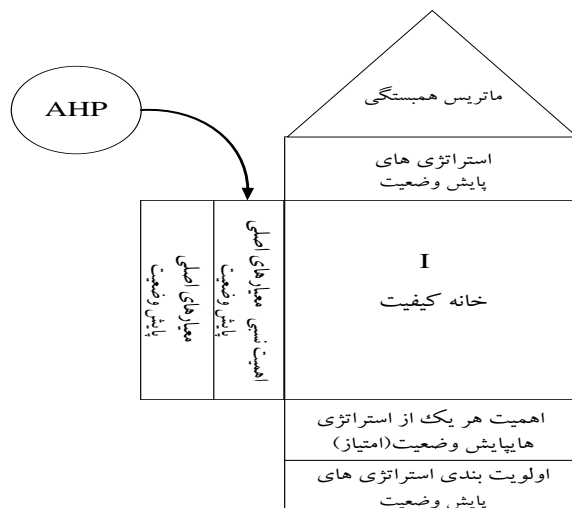 ماتریس همبستگی
AHP
استراتژی های
پایش وضعیت
معیارهای اصلی
پایش وضعیت
اهمیت نسبی معیارهای اصلی
پایش وضعیت
I
خانه کیفیت
اهمیت هر یک از استراتژی
هایپایش وضعیت(امتیاز)
اولویت بندی استراتژی های
پایش وضعیت